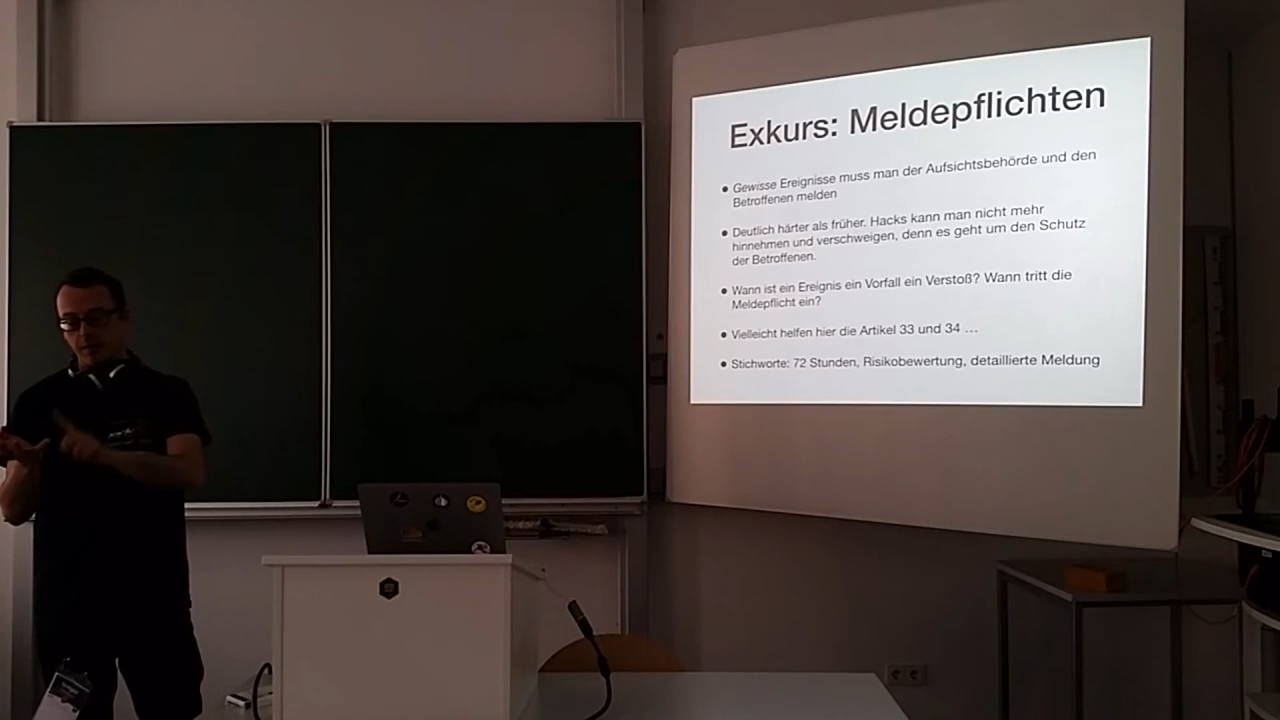 Exkurs: Meldepflichten
• Gewisse Ereignisse muss man der Aufsichtsbehörde und den
Betroffenen melden
• Deutlich härter als früher. Hacks kann man nicht mehr
hinnehmen und verschweigen, denn es geht um den Schutz
der Betroffenen.
• Wann ist ein Ereignis ein Vorfall ein Verstoß? Wann tritt die
Meldepflicht ein?
• Vielleicht helfen hier die Artikel 33 und 34 …
• Stichworte: 72 Stunden, Risikobewertung, detaillierte Meldung